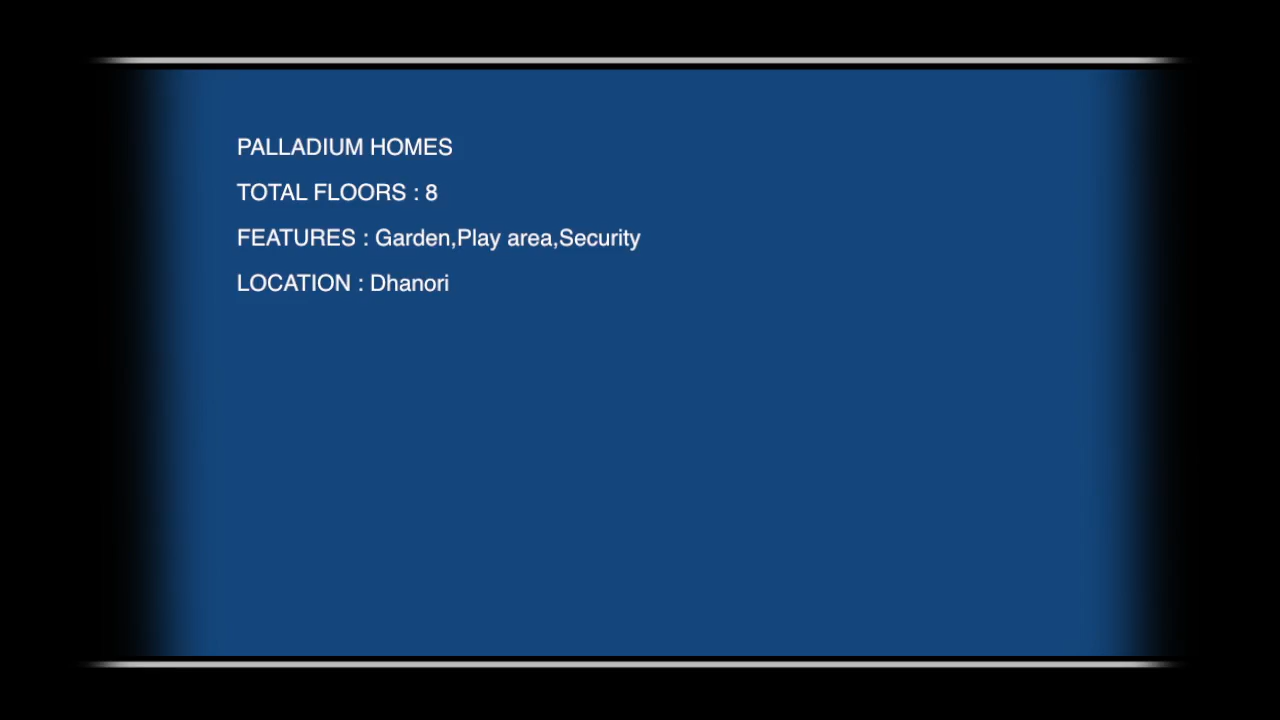 PALLADIUM HOMES
TOTAL FLOORS : 8
FEATURES : Garden,Play area,Security
LOCATION : Dhanori